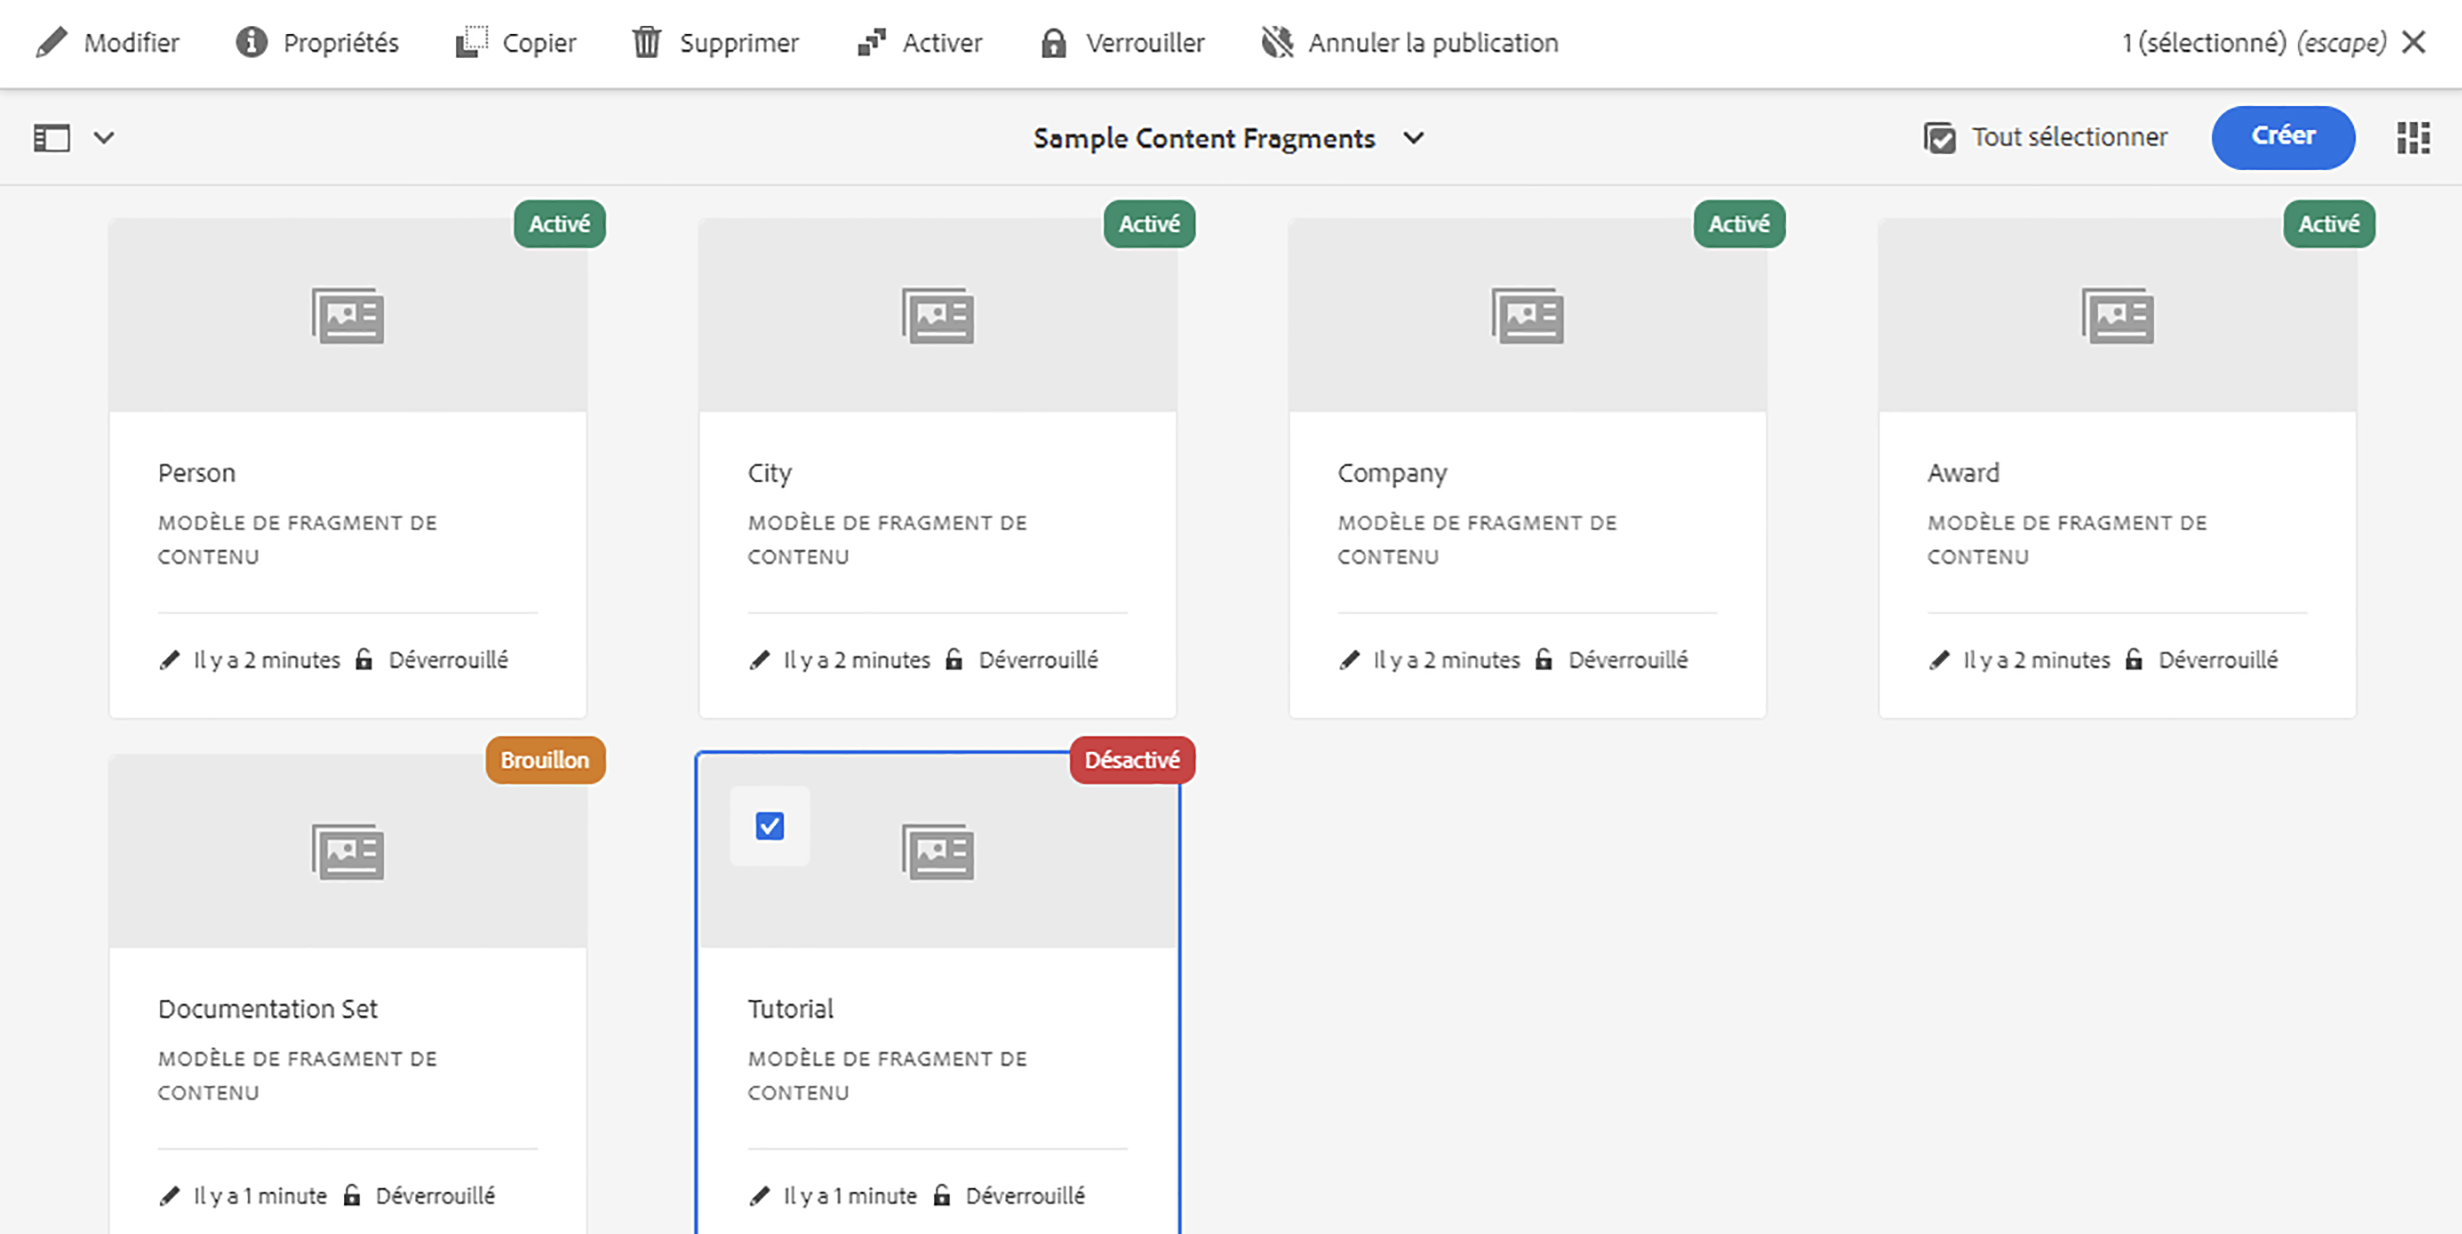 Modifier Propriétés Copier Supprimer Activer Verrouiller Annuler la publication 1 (sélectionné) (escape)
Sample Content Fragments Tout sélectionner Créer
Activé Activé Activé Activé
Person
MODÈLE DE FRAGMENT DE
CONTENU
Il y a 2 minutes Déverrouillé
City
MODÈLE DE FRAGMENT DE
CONTENU
Il y a 2 minutes Déverrouillé
Company
MODÈLE DE FRAGMENT DE
CONTENU
Il y a 2 minutes Déverrouillé
Award
MODÈLE DE FRAGMENT DE
CONTENU
Il y a 2 minutes Déverrouillé
Brouillon
Documentation Set
MODÈLE DE FRAGMENT DE
CONTENU
Il y a 1 minute Déverrouillé
Désactivé
Tutorial
MODÈLE DE FRAGMENT DE
CONTENU
Il y a 1 minute Déverrouillé